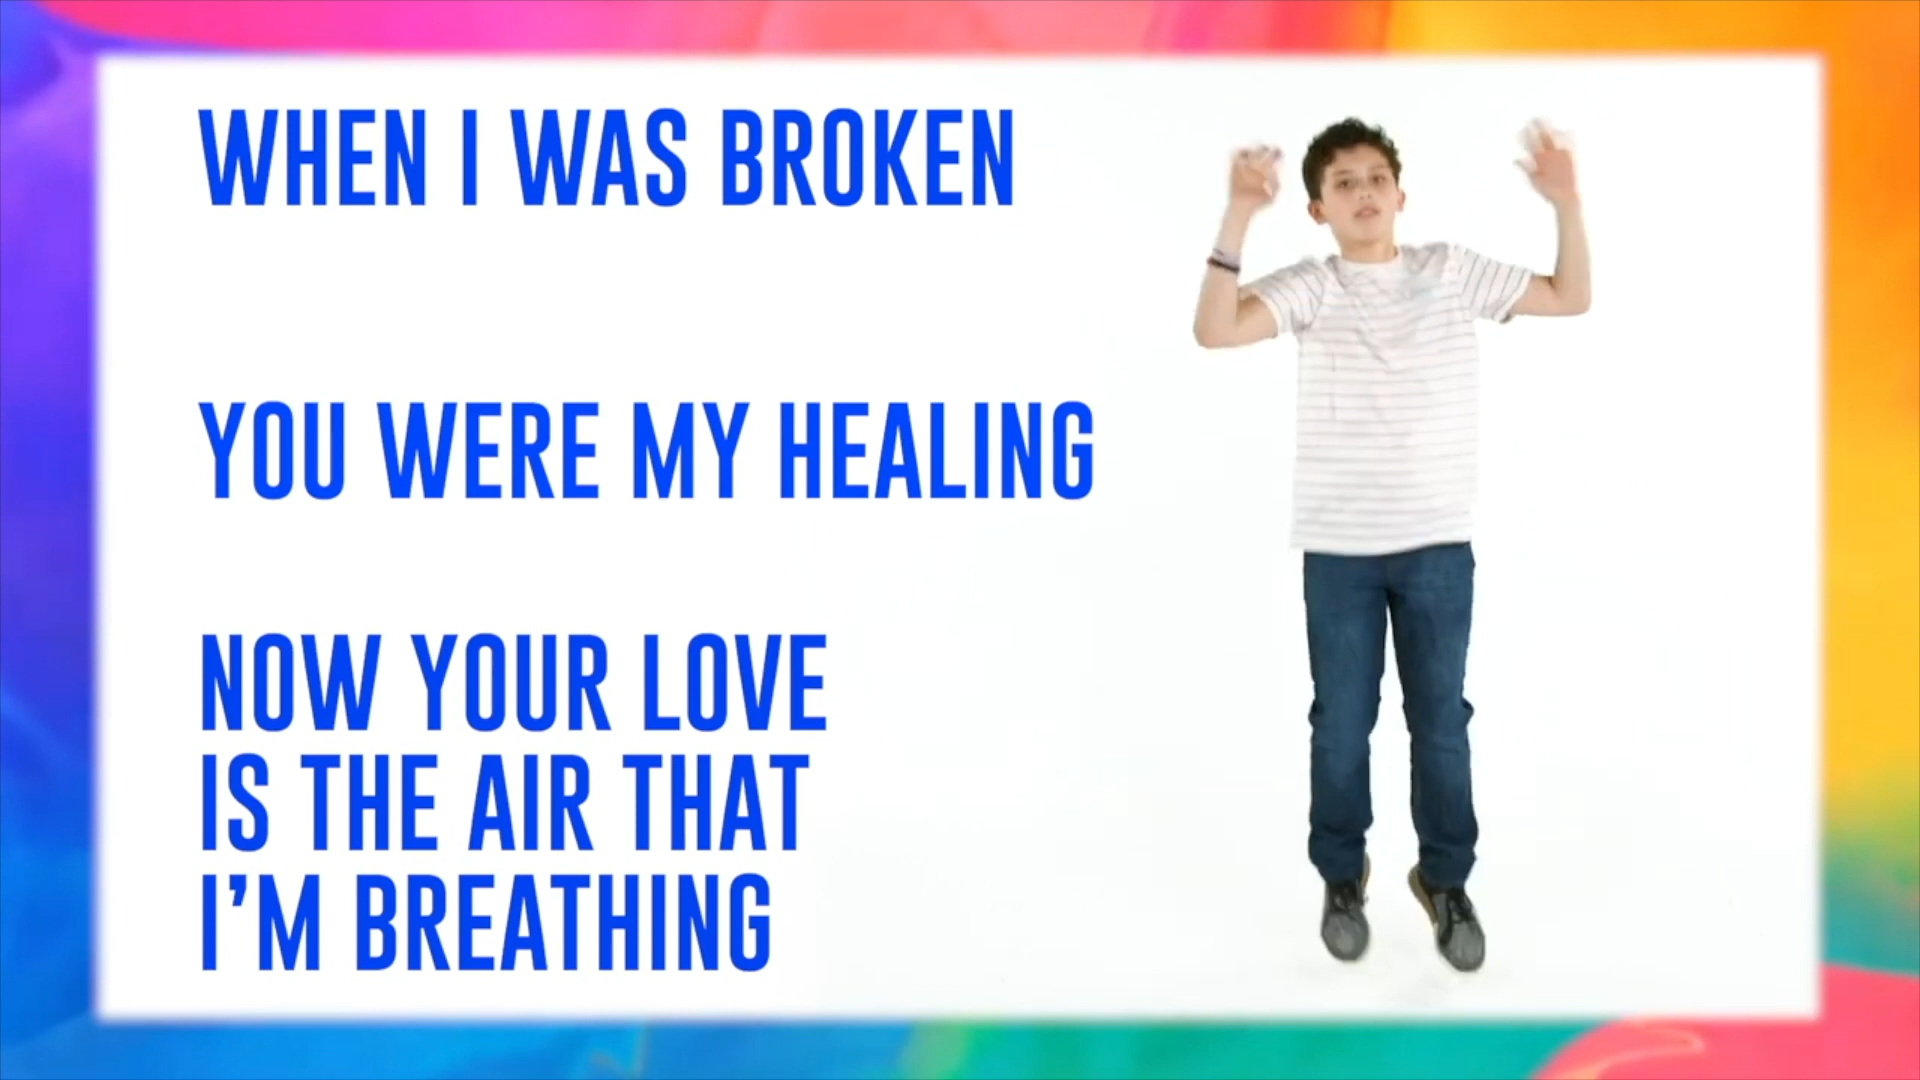 WHEN I WAS BROKEN
YOU WERE MY HEALING
NOW YOUR LOVE
IS THE AIR THAT
I'M BREATHING